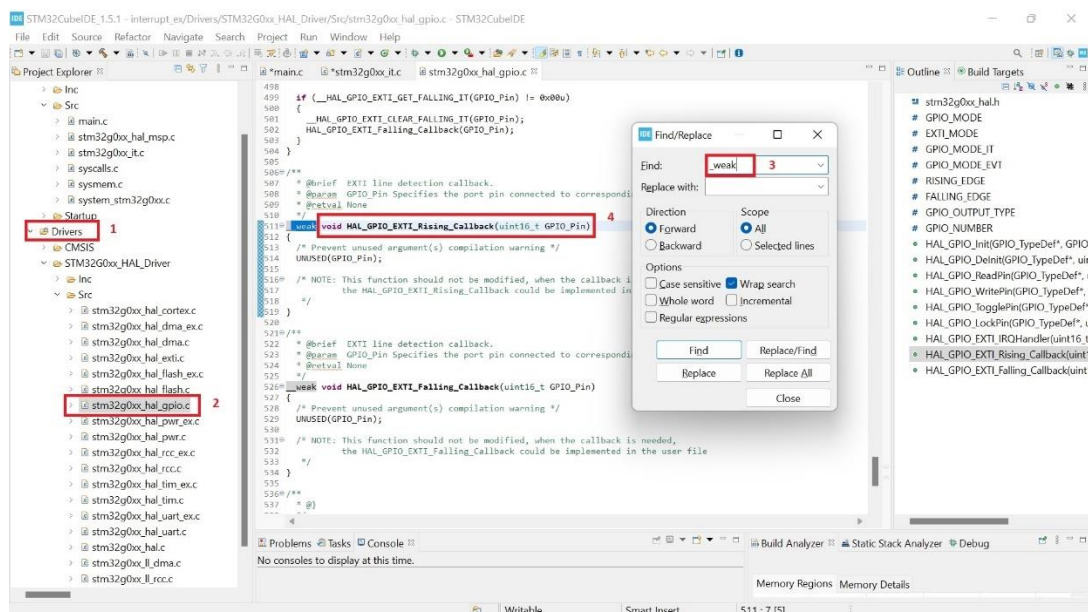 STM32CubeIDE_1.5.1 - interrupt_ex/Drivers/STM32G0xx_HAL_Driver/Src/stm32g0xx_hal_gpio.c - STM32CubeIDE
File Edit Source Refactor Navigate Search Project Run Window Help
Project Explorer
Inc
Src
main.c
stm32g0xx_hal_msp.c
stm32g0xx_it.c
syscalls.c
sysmem.c
system_stm32g0xx.c
Startup
Drivers 1
CMSIS
STM32G0xx_HAL_Driver
Inc
Src
stm32g0xx_hal_cortex.c
stm32g0xx_hal_dma_ex.c
stm32g0xx_hal_dma.c
stm32g0xx_hal_exti.c
stm32g0xx_hal_flash_ex.c
stm32g0xx_hal_flash.c
stm32g0xx_hal_gpio.c 2
stm32g0xx_hal_pwr_ex.c
stm32g0xx_hal_pwr.c
stm32g0xx_hal_rcc_ex.c
stm32g0xx_hal_rcc.c
stm32g0xx_hal_tim_ex.c
stm32g0xx_hal_tim.c
stm32g0xx_hal_uart_ex.c
stm32g0xx_hal_uart.c
stm32g0xx_hal.c
stm32g0xx_ll_dma.c
stm32g0xx_ll_rcc.c
*main.c *stm32g0xx_it.c stm32g0xx_hal_gpio.c
498
499 if (__HAL_GPIO_EXTI_GET_FALLING_IT(GPIO_Pin) != 0x00u)
500 {
501 __HAL_GPIO_EXTI_CLEAR_FALLING_IT(GPIO_Pin);
502 HAL_GPIO_EXTI_Falling_Callback(GPIO_Pin);
503 }
504 }
505
506 /**
507 * @brief EXTI line detection callback.
508 * @param GPIO_Pin Specifies the port pin connected to correspondi
509 * @retval None
510 */
511 __weak void HAL_GPIO_EXTI_Rising_Callback(uint16_t GPIO_Pin) 4
512 {
513 /* Prevent unused argument(s) compilation warning */
514 UNUSED(GPIO_Pin);
515
516 /* NOTE: This function should not be modified, when the callback i
517 the HAL_GPIO_EXTI_Rising_Callback could be implemented in
518 */
519 }
520
521 /**
522 * @brief EXTI line detection callback.
523 * @param GPIO_Pin Specifies the port pin connected to correspondi
524 * @retval None
525 */
526 __weak void HAL_GPIO_EXTI_Falling_Callback(uint16_t GPIO_Pin)
527 {
528 /* Prevent unused argument(s) compilation warning */
529 UNUSED(GPIO_Pin);
530
531 /* NOTE: This function should not be modified, when the callback is needed,
532 the HAL_GPIO_EXTI_Falling_Callback could be implemented in the user file
533 */
534 }
535
536 /**
537 * @}
Find/Replace
Find: _weak 3
Replace with:
Direction Scope
Forward All
Backward Selected lines
Options
Case sensitive Wrap search
Whole word Incremental
Regular expressions
Find Replace/Find
Replace Replace All
Close
Outline Build Targets
stm32g0xx_hal.h
GPIO_MODE
EXTI_MODE
GPIO_MODE_IT
GPIO_MODE_EVT
RISING_EDGE
FALLING_EDGE
GPIO_OUTPUT_TYPE
GPIO_NUMBER
HAL_GPIO_Init(GPIO_TypeDef*, GPIO
HAL_GPIO_DeInit(GPIO_TypeDef*, uin
HAL_GPIO_ReadPin(GPIO_TypeDef*,
HAL_GPIO_WritePin(GPIO_TypeDef*,
HAL_GPIO_TogglePin(GPIO_TypeDef*
HAL_GPIO_LockPin(GPIO_TypeDef*, u
HAL_GPIO_EXTI_IRQHandler(uint16_t
HAL_GPIO_EXTI_Rising_Callback(uint
HAL_GPIO_EXTI_Falling_Callback(uint
Problems Tasks Console
No consoles to display at this time.
Build Analyzer Static Stack Analyzer Debug
Memory Regions Memory Details
Writable Smart Insert 511 : 7 [5]